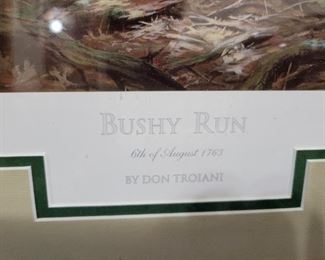 BUSHY RUN
6th of August 1763
BY DON TROIANI